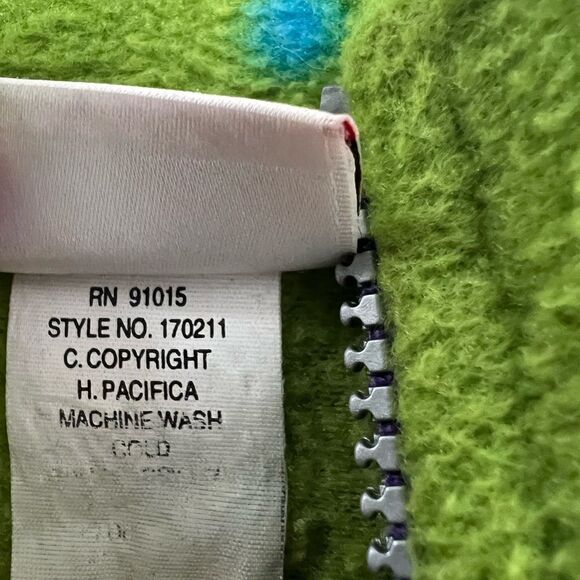 RN 91015
STYLE NO. 170211
C. COPYRIGHT
H. PACIFICA
MACHINE WASH
COLD